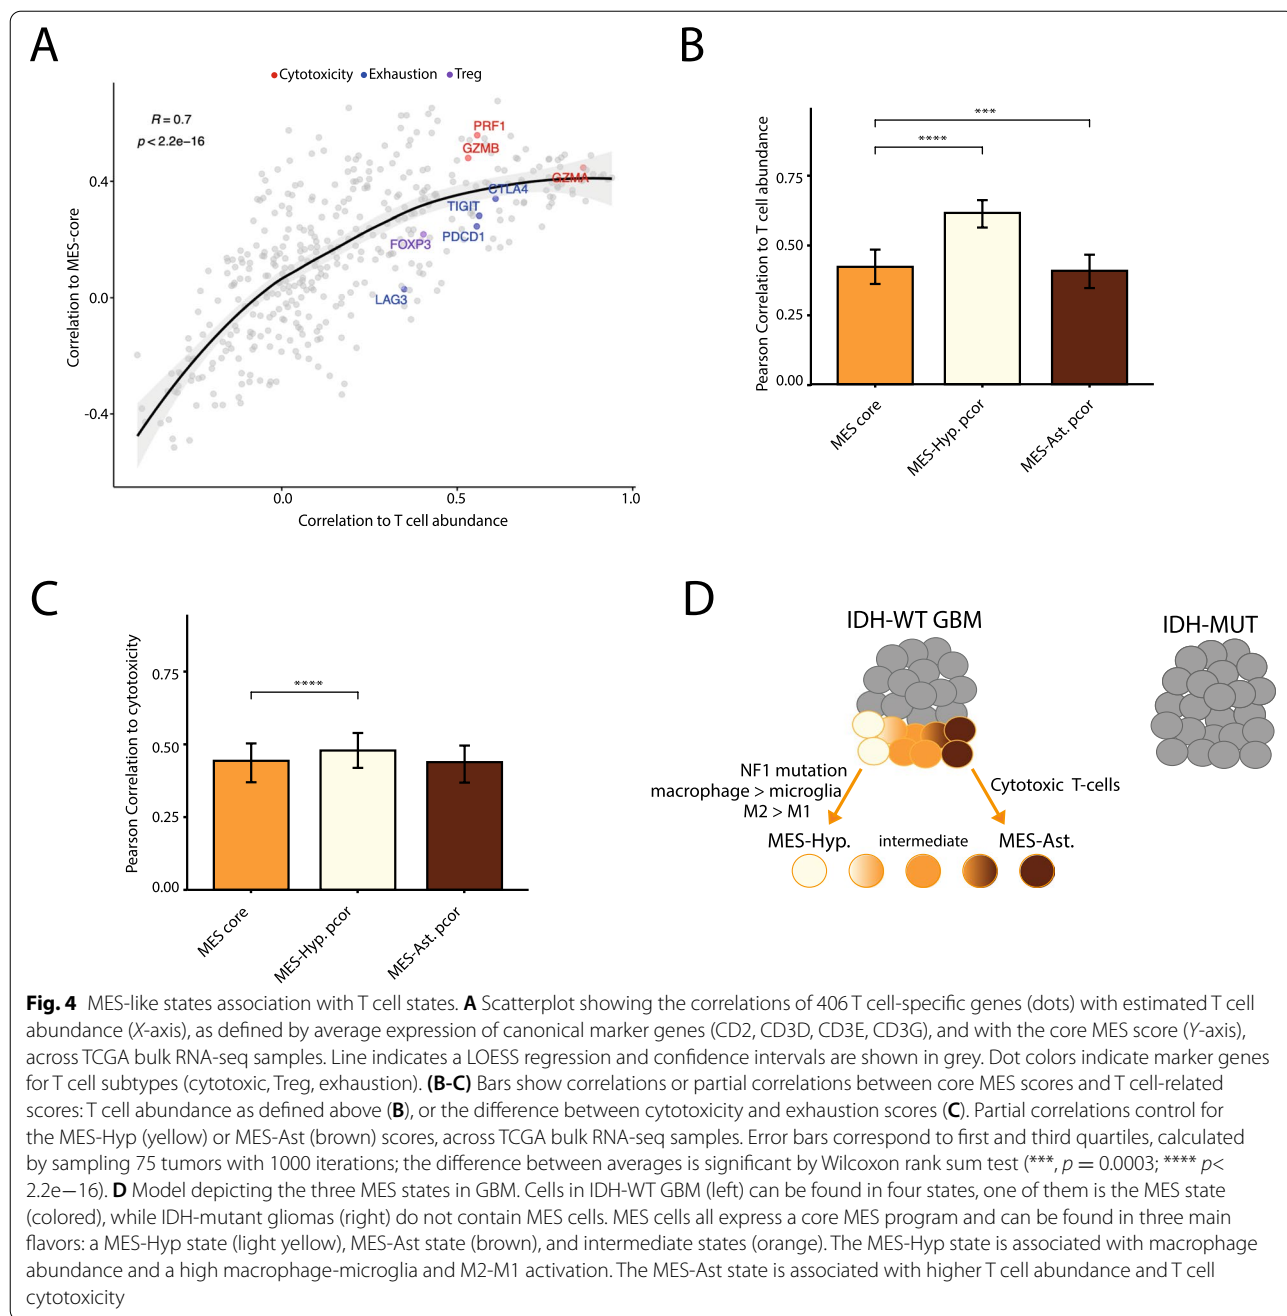 A
Cytotoxicity Exhaustion Treg
R = 0.7
p < 2.2e−16
PRF1
GZMB
GZMA
CTLA4
TIGIT
PDCD1
FOXP3
LAG3
0.4
0.0
-0.4
Correlation to MES-core
0.0 0.5 1.0
Correlation to T cell abundance
B
***
****
0.75
0.50
0.25
0.00
Pearson Correlation to T cell abundance
MES core
MES-Hyp. pcor
MES-Ast. pcor
C
****
0.75
0.50
0.25
0.00
Pearson Correlation to cytotoxicity
MES core
MES-Hyp. pcor
MES-Ast. pcor
D
IDH-WT GBM
IDH-MUT
NF1 mutation
macrophage > microglia
M2 > M1
Cytotoxic T-cells
MES-Hyp. intermediate MES-Ast.
Fig. 4 MES-like states association with T cell states. A Scatterplot showing the correlations of 406 T cell-specific genes (dots) with estimated T cell
abundance (X-axis), as defined by average expression of canonical marker genes (CD2, CD3D, CD3E, CD3G), and with the core MES score (Y-axis),
across TCGA bulk RNA-seq samples. Line indicates a LOESS regression and confidence intervals are shown in grey. Dot colors indicate marker genes
for T cell subtypes (cytotoxic, Treg, exhaustion). (B-C) Bars show correlations or partial correlations between core MES scores and T cell-related
scores: T cell abundance as defined above (B), or the difference between cytotoxicity and exhaustion scores (C). Partial correlations control for
the MES-Hyp (yellow) or MES-Ast (brown) scores, across TCGA bulk RNA-seq samples. Error bars correspond to first and third quartiles, calculated
by sampling 75 tumors with 1000 iterations; the difference between averages is significant by Wilcoxon rank sum test (***, p = 0.0003; **** p<
2.2e−16). D Model depicting the three MES states in GBM. Cells in IDH-WT GBM (left) can be found in four states, one of them is the MES state
(colored), while IDH-mutant gliomas (right) do not contain MES cells. MES cells all express a core MES program and can be found in three main
flavors: a MES-Hyp state (light yellow), MES-Ast state (brown), and intermediate states (orange). The MES-Hyp state is associated with macrophage
abundance and a high macrophage-microglia and M2-M1 activation. The MES-Ast state is associated with higher T cell abundance and T cell
cytotoxicity